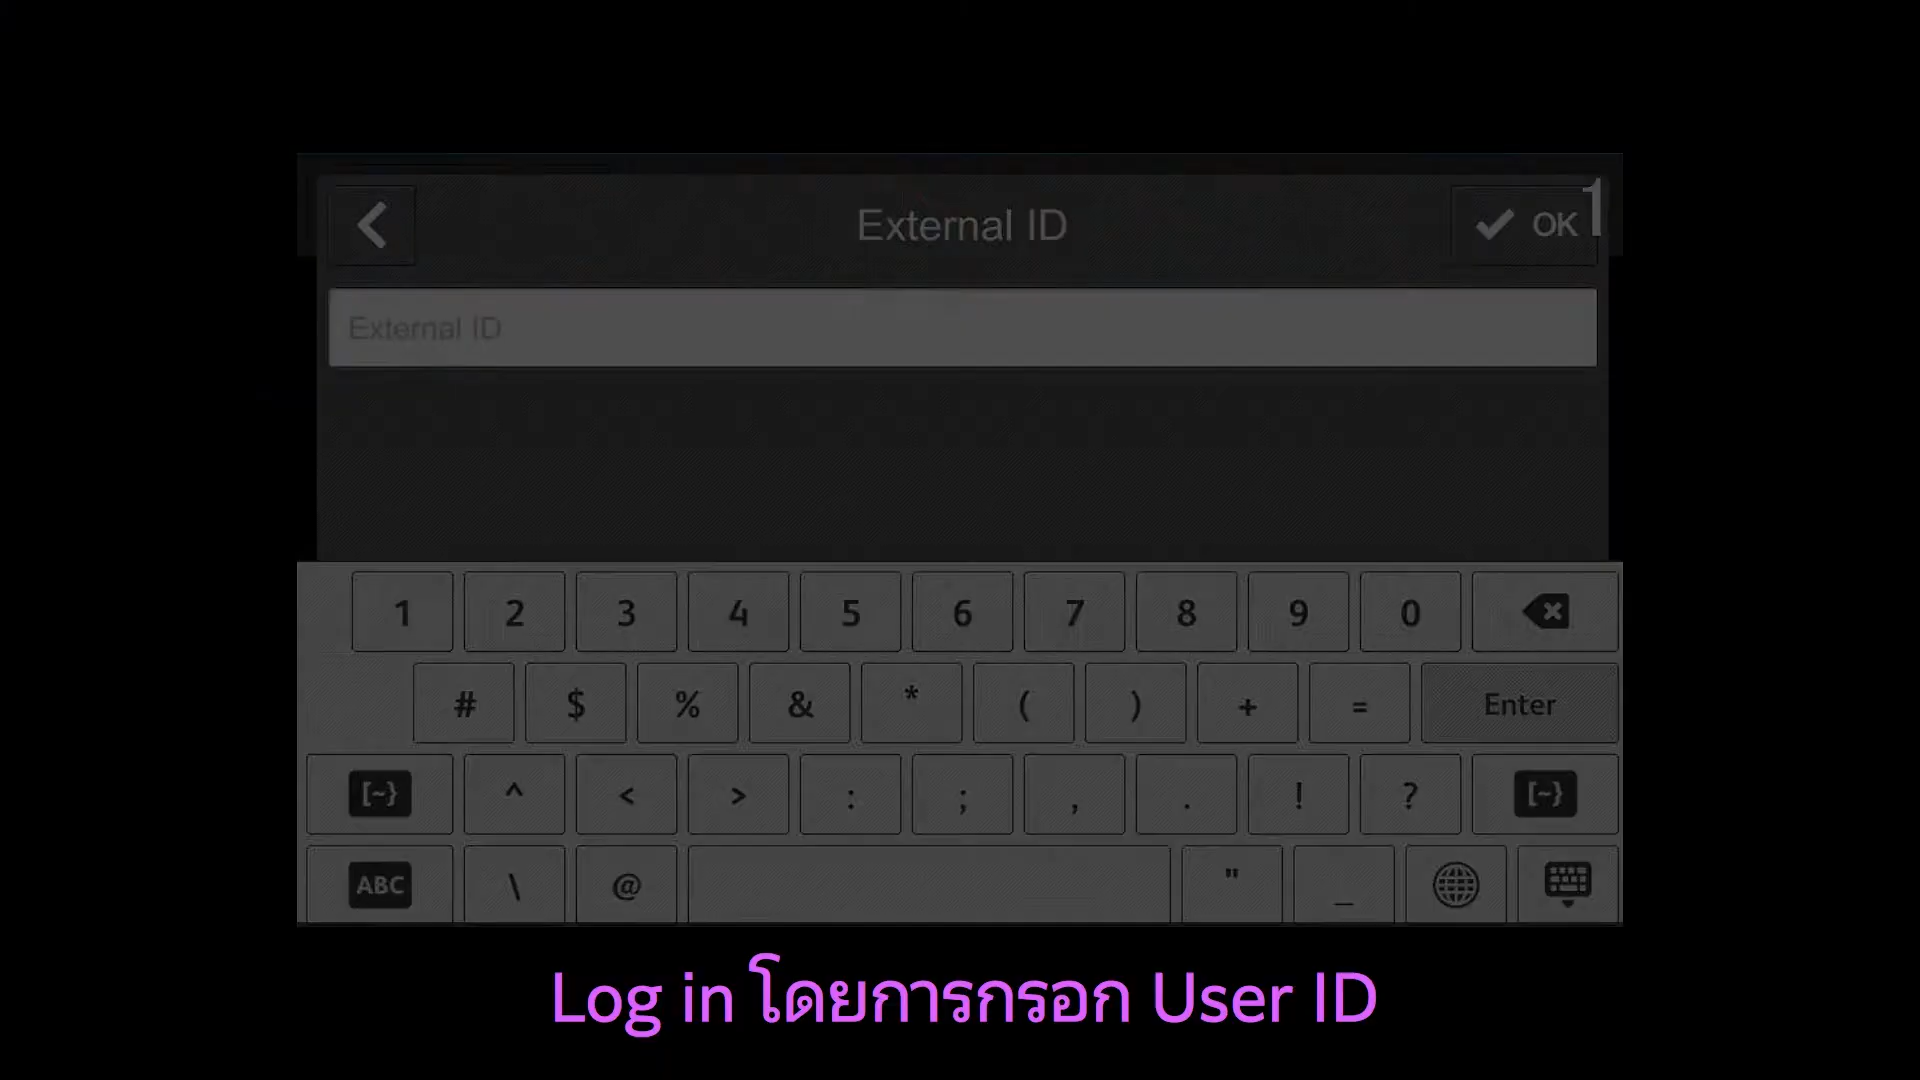 External ID
OK
1
External ID
1 2 3 4 5 6 7 8 9 0
# $ % & * ( ) + = Enter
[~} ^ < > : ; , . ! ? [~}
ABC \ @ " _
Log in โดยการกรอก User ID